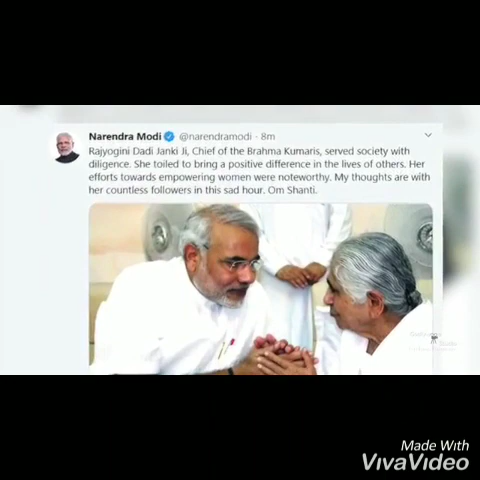 Narendra Modi @narendramodi · 8m
Rajyogini Dadi Janki Ji, Chief of the Brahma Kumaris, served society with
diligence. She toiled to bring a positive difference in the lives of others. Her
efforts towards empowering women were noteworthy. My thoughts are with
her countless followers in this sad hour. Om Shanti.
Made With
VivaVideo